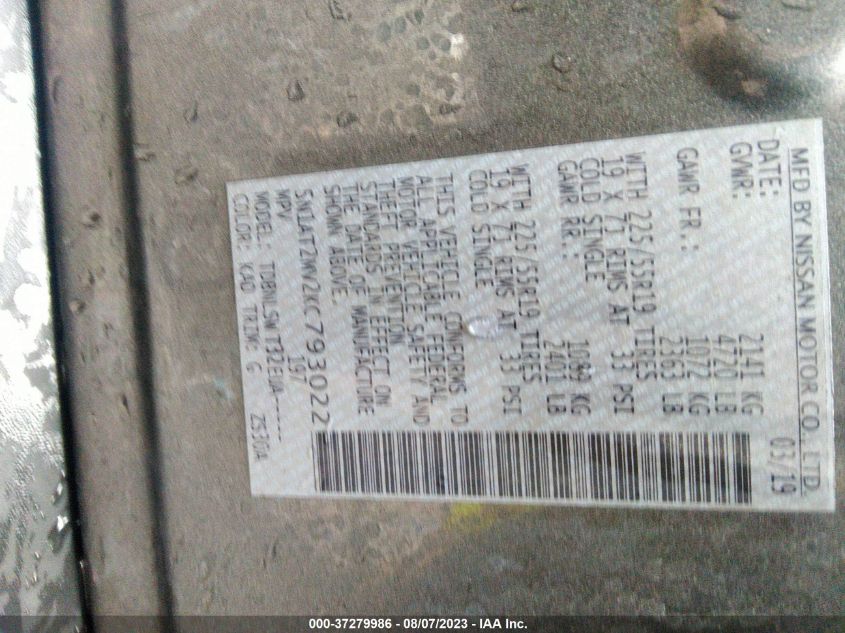 MFD BY NISSAN MOTOR CO., LTD.
DATE: 03/19
GVWR: 2141 KG
4720 LB
GAWR FR.: 1072 KG
2363 LB
WITH 225/55R19 TIRES
19 X 7J RIMS AT 33 PSI
COLD SINGLE
GAWR RR.: 1089 KG
2401 LB
WITH 225/55R19 TIRES
19 X 7J RIMS AT 33 PSI
COLD SINGLE
THIS VEHICLE CONFORMS TO
ALL APPLICABLE FEDERAL
MOTOR VEHICLE SAFETY AND
THEFT PREVENTION
STANDARDS IN EFFECT ON
THE DATE OF MANUFACTURE
SHOWN ABOVE.
5N1AT2MV2KC793022
MPV 197
MODEL:
COLOR: KAD TRIM: G ZS30A
000-37279986 - 08/07/2023 - IAA Inc.